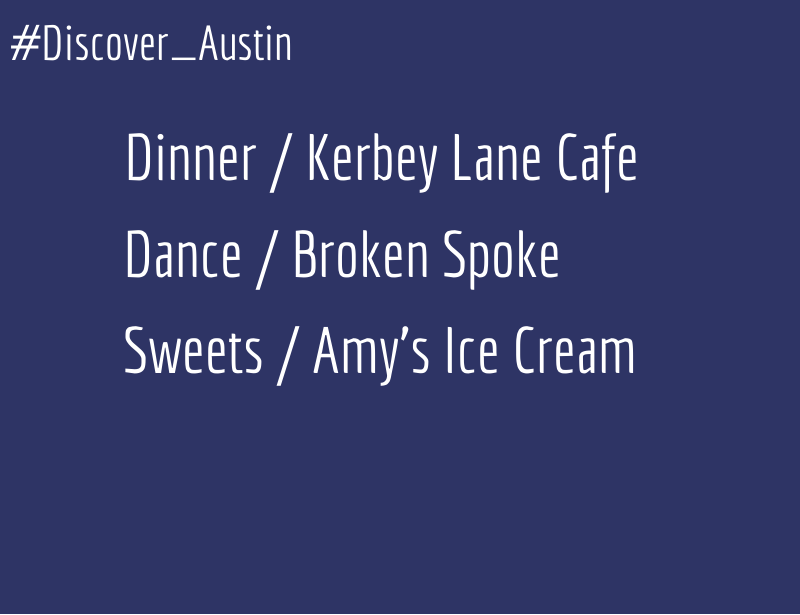 #Discover_Austin
Dinner / Kerbey Lane Cafe
Dance / Broken Spoke
Sweets / Amy's Ice Cream